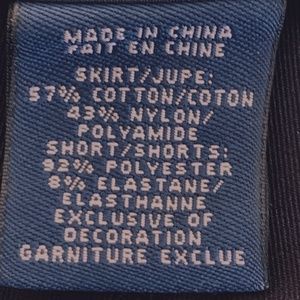 MADE IN CHINA
FAIT EN CHINE
SKIRT/JUPE:
57% COTTON/COTON
43% NYLON/
POLYAMIDE
SHORT/SHORTS:
92% POLYESTER
8% ELASTANE/
ELASTHANNE
EXCLUSIVE OF
DECORATION
GARNITURE EXCLUE